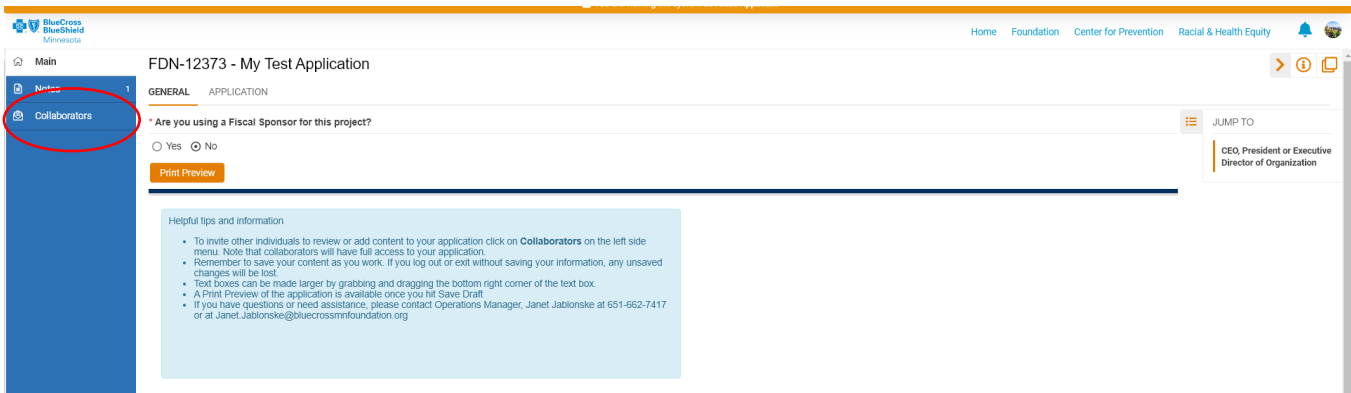 BlueCross
BlueShield
Minnesota
Home Foundation Center for Prevention Racial & Health Equity
Main
FDN-12373 - My Test Application
Notes 1
GENERAL APPLICATION
Collaborators
* Are you using a Fiscal Sponsor for this project?
JUMP TO
Yes No
CEO, President or Executive
Director of Organization
Print Preview
Helpful tips and information
• To invite other individuals to review or add content to your application click on Collaborators on the left side
menu. Note that collaborators will have full access to your application.
• Remember to save your content as you work. If you log out or exit without saving your information, any unsaved
changes will be lost.
• Text boxes can be made larger by grabbing and dragging the bottom right corner of the text box.
• A Print Preview of the application is available once you hit Save Draft
• If you have questions or need assistance, please contact Operations Manager, Janet Jablonske at 651-662-7417
or at Janet.Jablonske@bluecrossmnfoundation.org